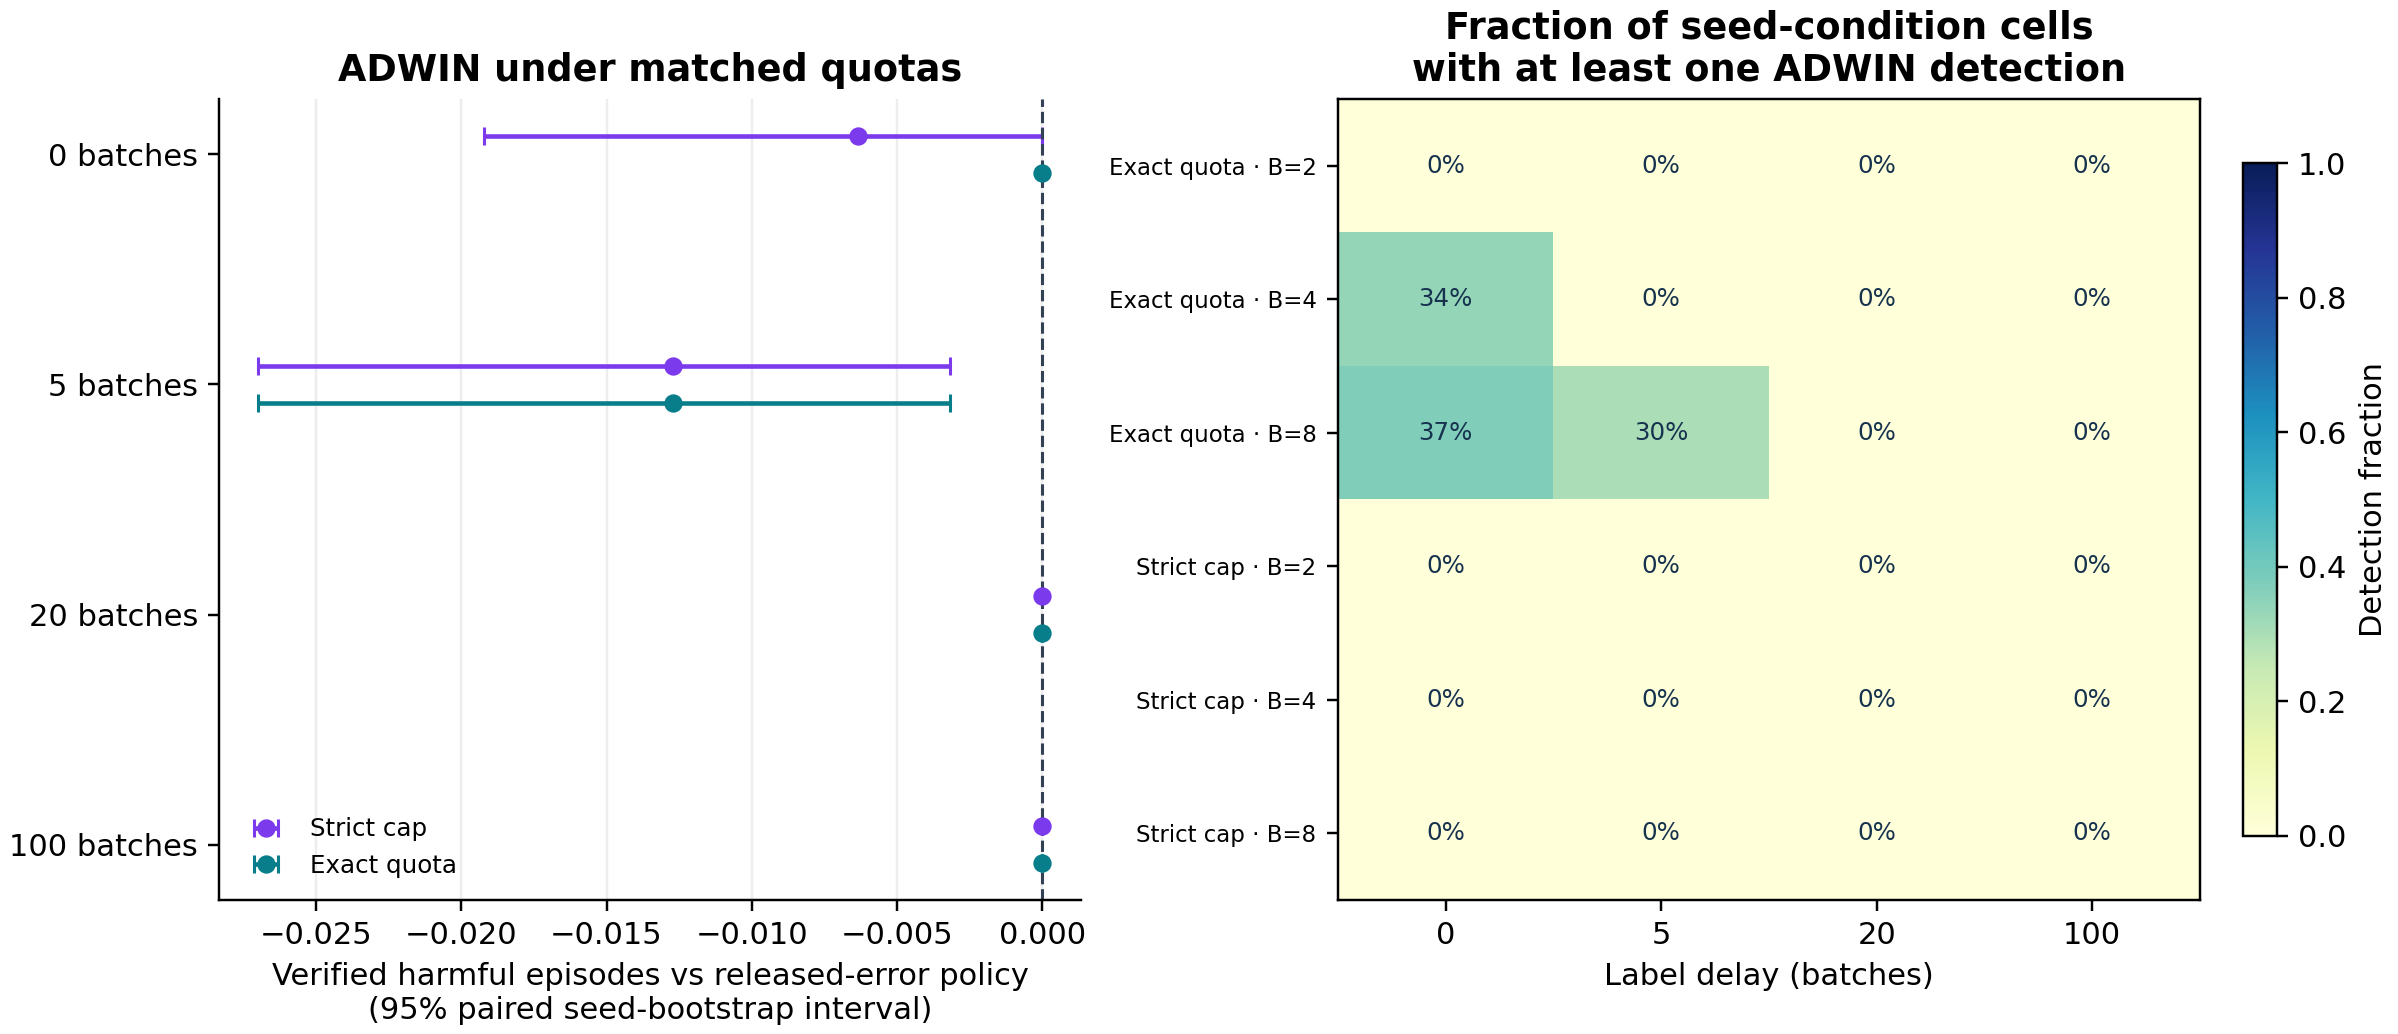 ADWIN under matched quotas
0 batches
5 batches
20 batches
100 batches
Strict cap
Exact quota
−0.025 −0.020 −0.015 −0.010 −0.005 0.000
Verified harmful episodes vs released-error policy
(95% paired seed-bootstrap interval)
Fraction of seed-condition cells
with at least one ADWIN detection
Exact quota · B=2 0% 0% 0% 0%
Exact quota · B=4 34% 0% 0% 0%
Exact quota · B=8 37% 30% 0% 0%
Strict cap · B=2 0% 0% 0% 0%
Strict cap · B=4 0% 0% 0% 0%
Strict cap · B=8 0% 0% 0% 0%
0 5 20 100
Label delay (batches)
1.0
0.8
0.6
0.4
0.2
0.0
Detection fraction